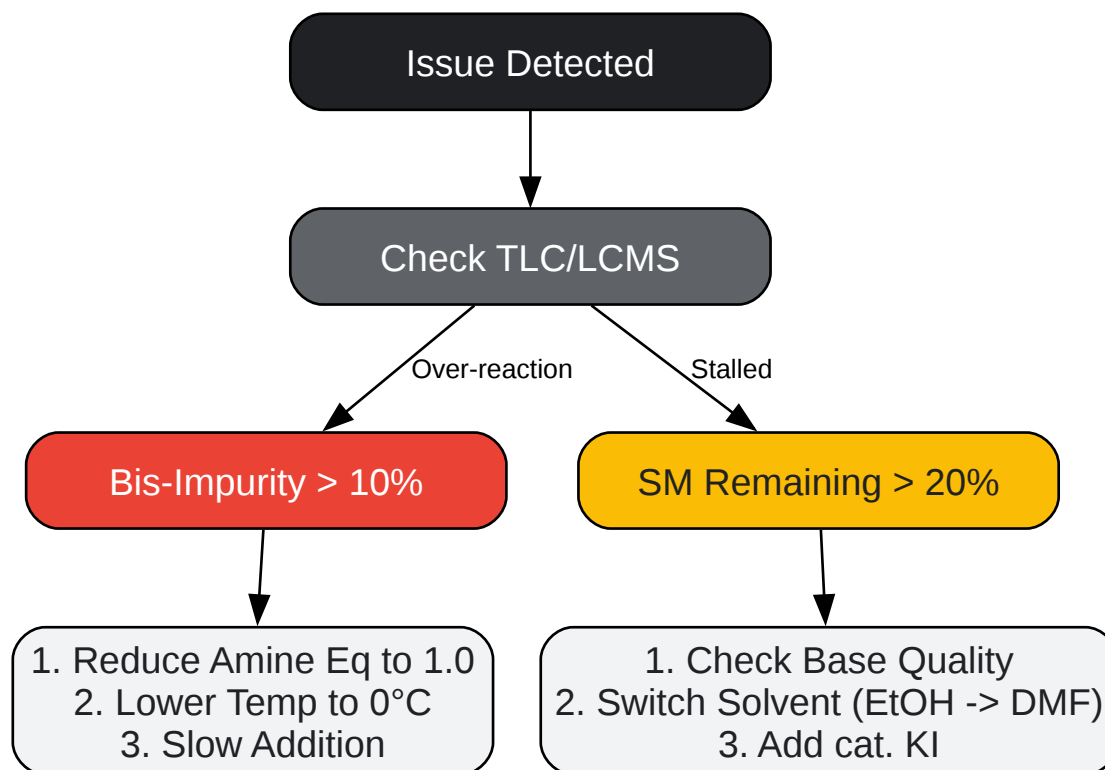 Issue Detected
Check TLC/LCMS
Over-reaction
Stalled
Bis-Impurity > 10%
SM Remaining > 20%
1. Reduce Amine Eq to 1.0
2. Lower Temp to 0°C
3. Slow Addition
1. Check Base Quality
2. Switch Solvent (EtOH -> DMF)
3. Add cat. KI